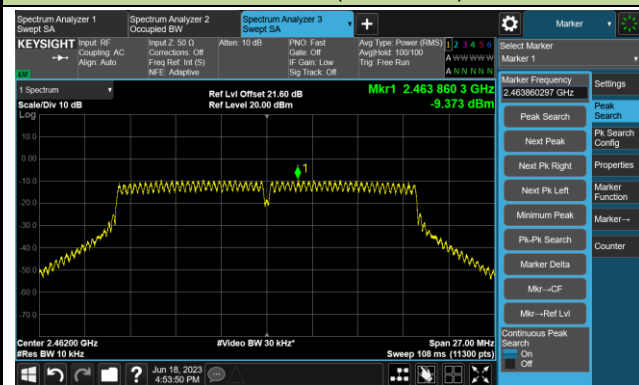 Spectrum Analyzer 1
Swept SA
Spectrum Analyzer 2
Occupied BW
Spectrum Analyzer 3
Swept SA
Marker
KEYSIGHT
Input: RF
Coupling: AC
Align: Auto
Input Z: 50 Ω
Corrections: Off
Freq Ref: Int (S)
NFE: Adaptive
Atten: 10 dB
PNO: Fast
Gate: Off
IF Gain: Low
Sig Track: Off
Avg Type: Power (RMS)
Avg|Hold: 100/100
Trig: Free Run
1 2 3 4 5 6
A W W W W W
A N N N N N
Select Marker
Marker 1
1 Spectrum
Scale/Div 10 dB
Log
Ref Lvl Offset 21.60 dB
Ref Level 20.00 dBm
Mkr1 2.463 860 3 GHz
-9.373 dBm
10.0
0.00
-10.0
-20.0
-30.0
-40.0
-50.0
-60.0
-70.0
1
Center 2.46200 GHz
#Res BW 10 kHz
#Video BW 30 kHz*
Span 27.00 MHz
Sweep 108 ms (11300 pts)
Marker Frequency
2.463860297 GHz
Peak Search
Next Peak
Next Pk Right
Next Pk Left
Minimum Peak
Pk-Pk Search
Marker Delta
Mkr→CF
Mkr→Ref Lvl
Continuous Peak
Search
On
Off
Settings
Peak
Search
Pk Search
Config
Properties
Marker
Function
Marker→
Counter
Jun 18, 2023
4:53:50 PM